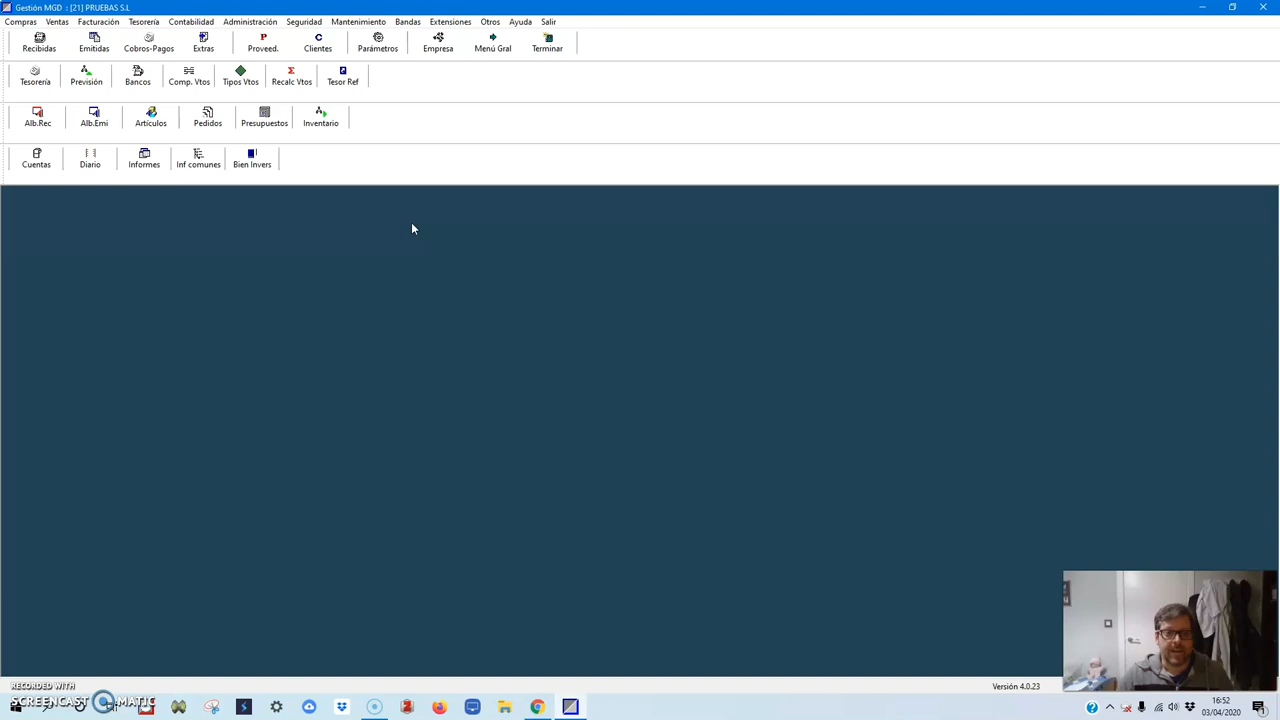 Gestión MGD : [21] PRUEBAS S.L
Compras Ventas Facturación Tesorería Contabilidad Administración Seguridad Mantenimiento Bandas Extensiones Otros Ayuda Salir
Recibidas Emitidas Cobros-Pagos Extras P Proveed. C Clientes Parámetros Empresa Menú Gral Terminar
Tesorería Previsión Bancos Comp. Vtos Tipos Vtos Σ Recalc Vtos Tesor Ref
Alb.Rec Alb.Emi Artículos Pedidos Presupuestos Inventario
Cuentas Diario Informes Inf comunes Bien Invers
Versión 4.0.23
RECORDED WITH
SCREENCAST MATIC
16:52
03/04/2020